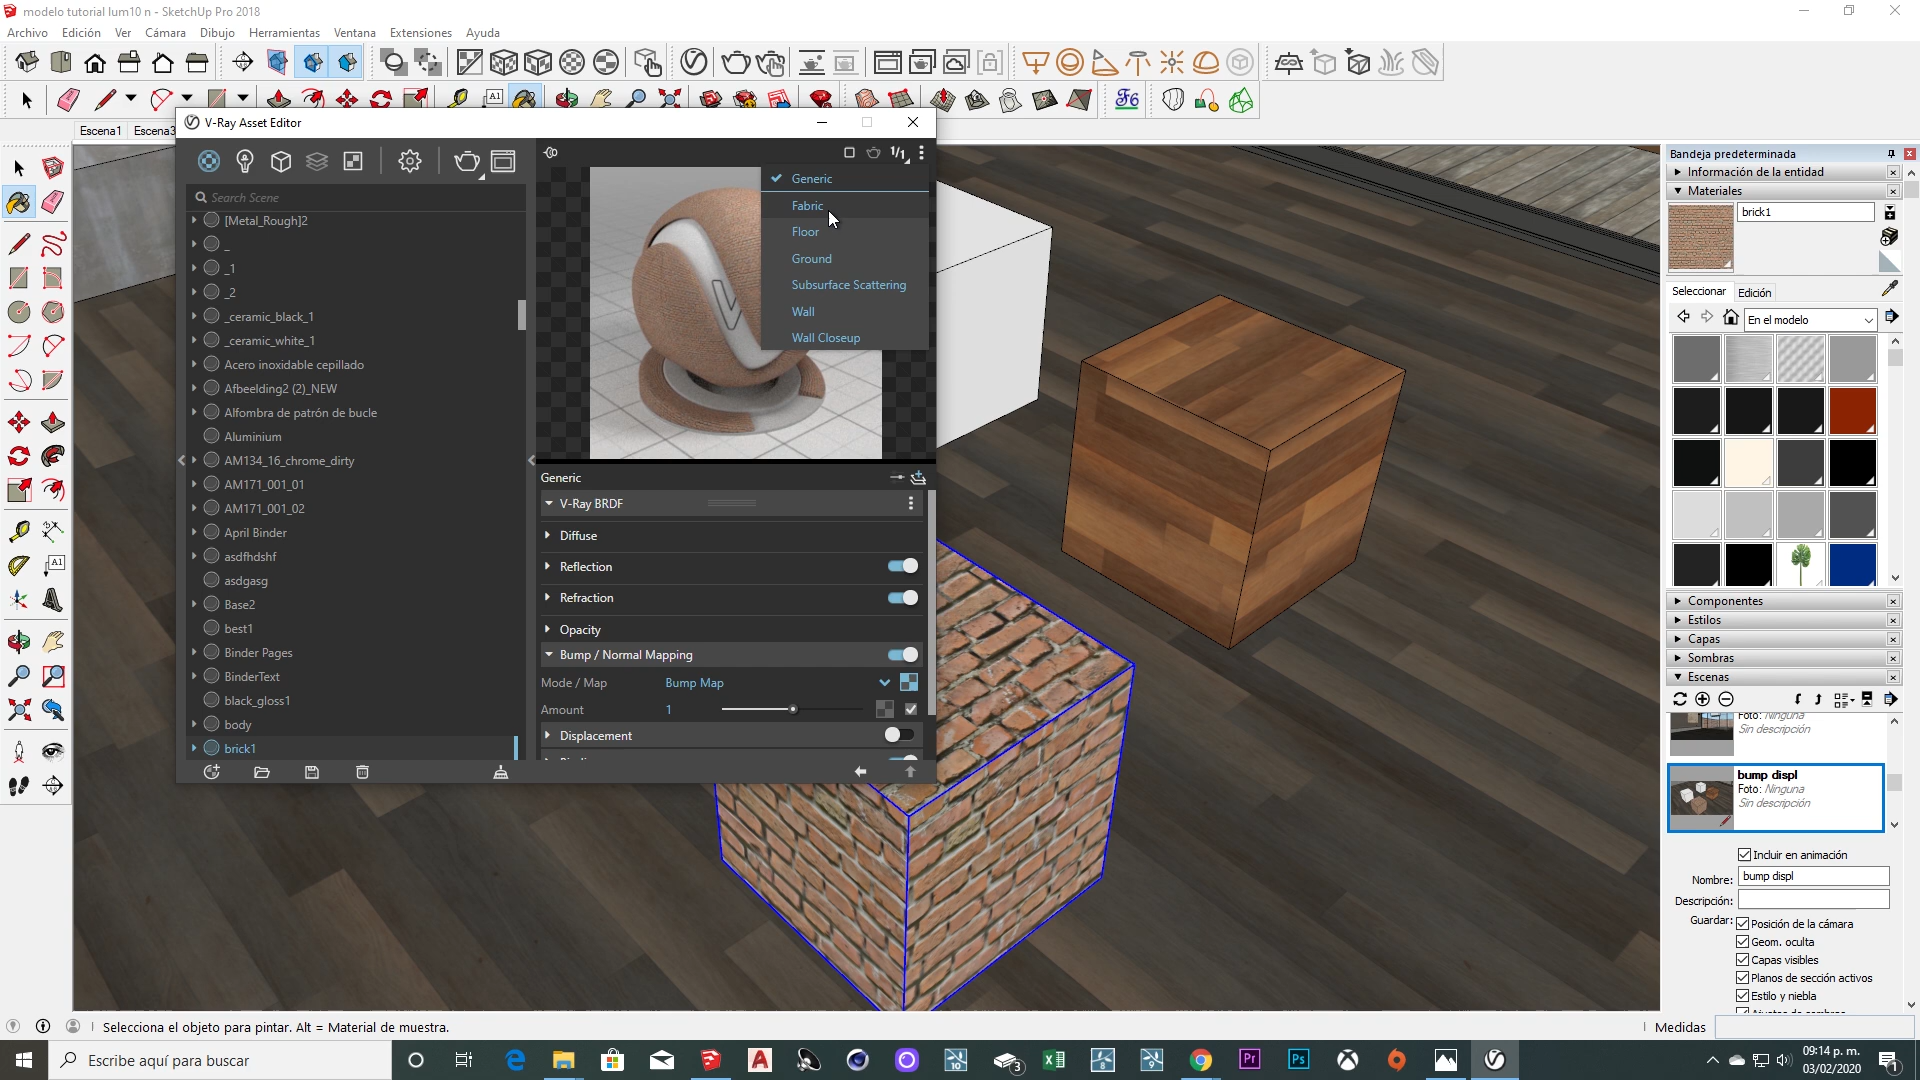 modelo tutorial lum10 n - SketchUp Pro 2018
Archivo Edición Ver Cámara Dibujo Herramientas Ventana Extensiones Ayuda
Escena1 Escena3
V-Ray Asset Editor
Search Scene
[Metal_Rough]2
_
_1
_2
_ceramic_black_1
_ceramic_white_1
Acero inoxidable cepillado
Afbeelding2 (2)_NEW
Alfombra de patrón de bucle
Aluminium
AM134_16_chrome_dirty
AM171_001_01
AM171_001_02
April Binder
asdfhdshf
asdgasg
Base2
best1
Binder Pages
BinderText
black_gloss1
body
brick1
1/1
Generic
Fabric
Floor
Ground
Subsurface Scattering
Wall
Wall Closeup
Generic
V-Ray BRDF
Diffuse
Reflection
Refraction
Opacity
Bump / Normal Mapping
Mode / Map Bump Map
Amount 1
Displacement
Bandeja predeterminada
Información de la entidad
Materiales
brick1
Seleccionar Edición
En el modelo
Componentes
Estilos
Capas
Sombras
Escenas
Foto: Ninguna
Sin descripción
bump displ
Foto: Ninguna
Sin descripción
Incluir en animación
Nombre: bump displ
Descripción:
Guardar: Posición de la cámara
Geom. oculta
Capas visibles
Planos de sección activos
Estilo y niebla
Selecciona el objeto para pintar. Alt = Material de muestra.
Medidas
Escribe aquí para buscar
09:14 p. m.
03/02/2020